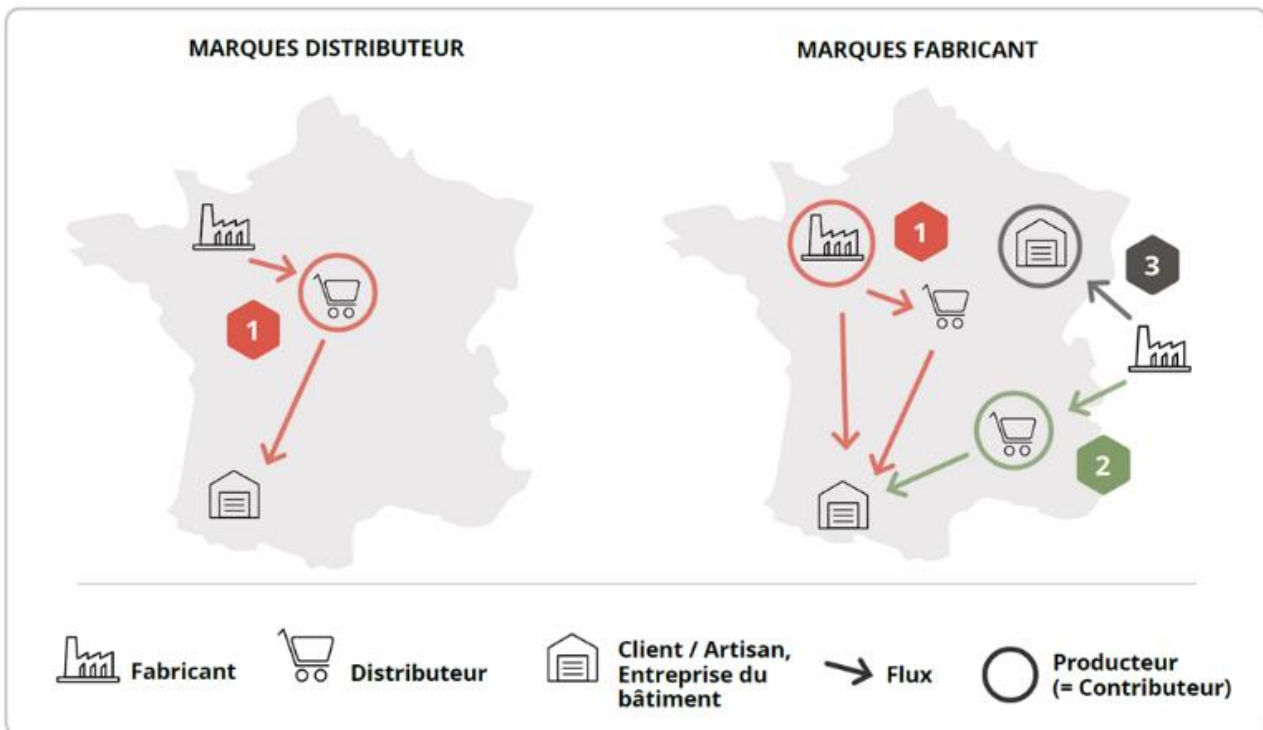 MARQUES DISTRIBUTEUR
MARQUES FABRICANT
1
1
3
2
Fabricant
Distributeur
Client / Artisan,
Entreprise du
bâtiment
Flux
Producteur
(= Contributeur)